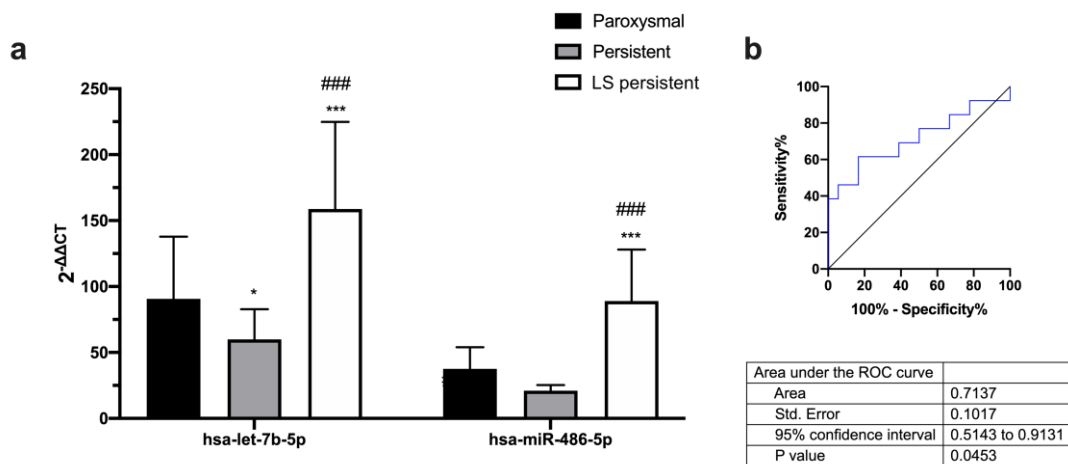 a
Paroxysmal
Persistent
LS persistent
2-ΔΔCT
250
200
150
100
50
0
###
***
*
###
***
hsa-let-7b-5p
hsa-miR-486-5p
b
Sensitivity%
100
80
60
40
20
0
0 20 40 60 80 100
100% - Specificity%
Area under the ROC curve
Area 0.7137
Std. Error 0.1017
95% confidence interval 0.5143 to 0.9131
P value 0.0453